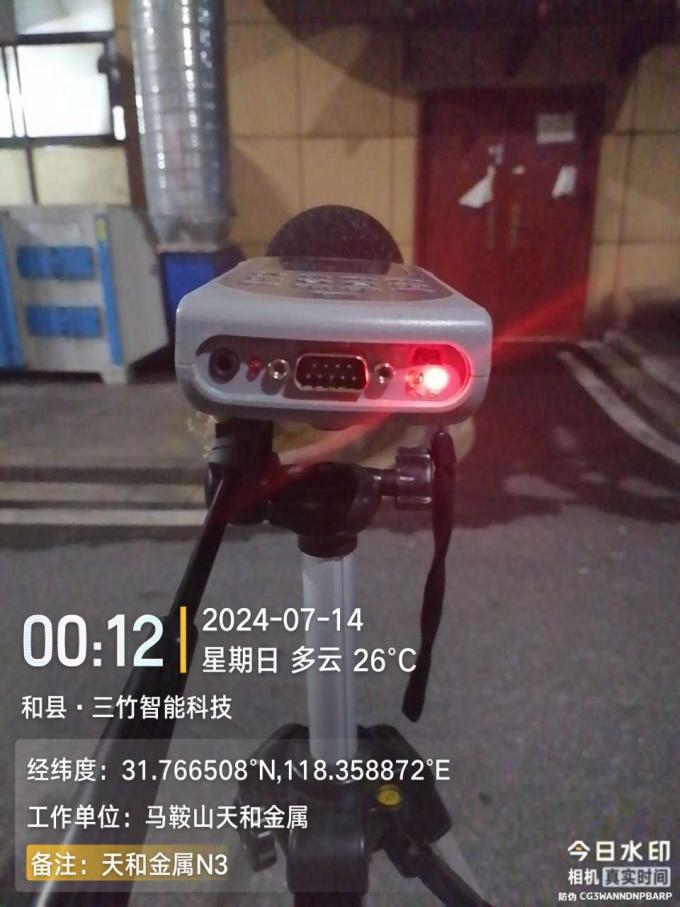 00:12
2024-07-14
星期日 多云 26°C
和县·三竹智能科技
经纬度：31.766508°N,118.358872°E
工作单位：马鞍山天和金属
备注：天和金属N3
今日水印
相机 真实时间
防伪 CG3WANNDNPBARP